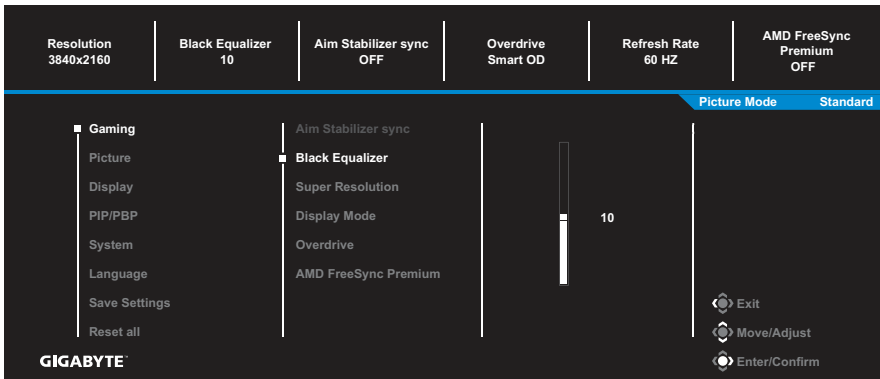 Resolution
3840x2160
Black Equalizer
10
Aim Stabilizer sync
OFF
Overdrive
Smart OD
Refresh Rate
60 HZ
AMD FreeSync
Premium
OFF
Picture Mode Standard
Gaming
Picture
Display
PIP/PBP
System
Language
Save Settings
Reset all
Aim Stabilizer sync
Black Equalizer
Super Resolution
Display Mode
Overdrive
AMD FreeSync Premium
10
Exit
Move/Adjust
Enter/Confirm
GIGABYTE™